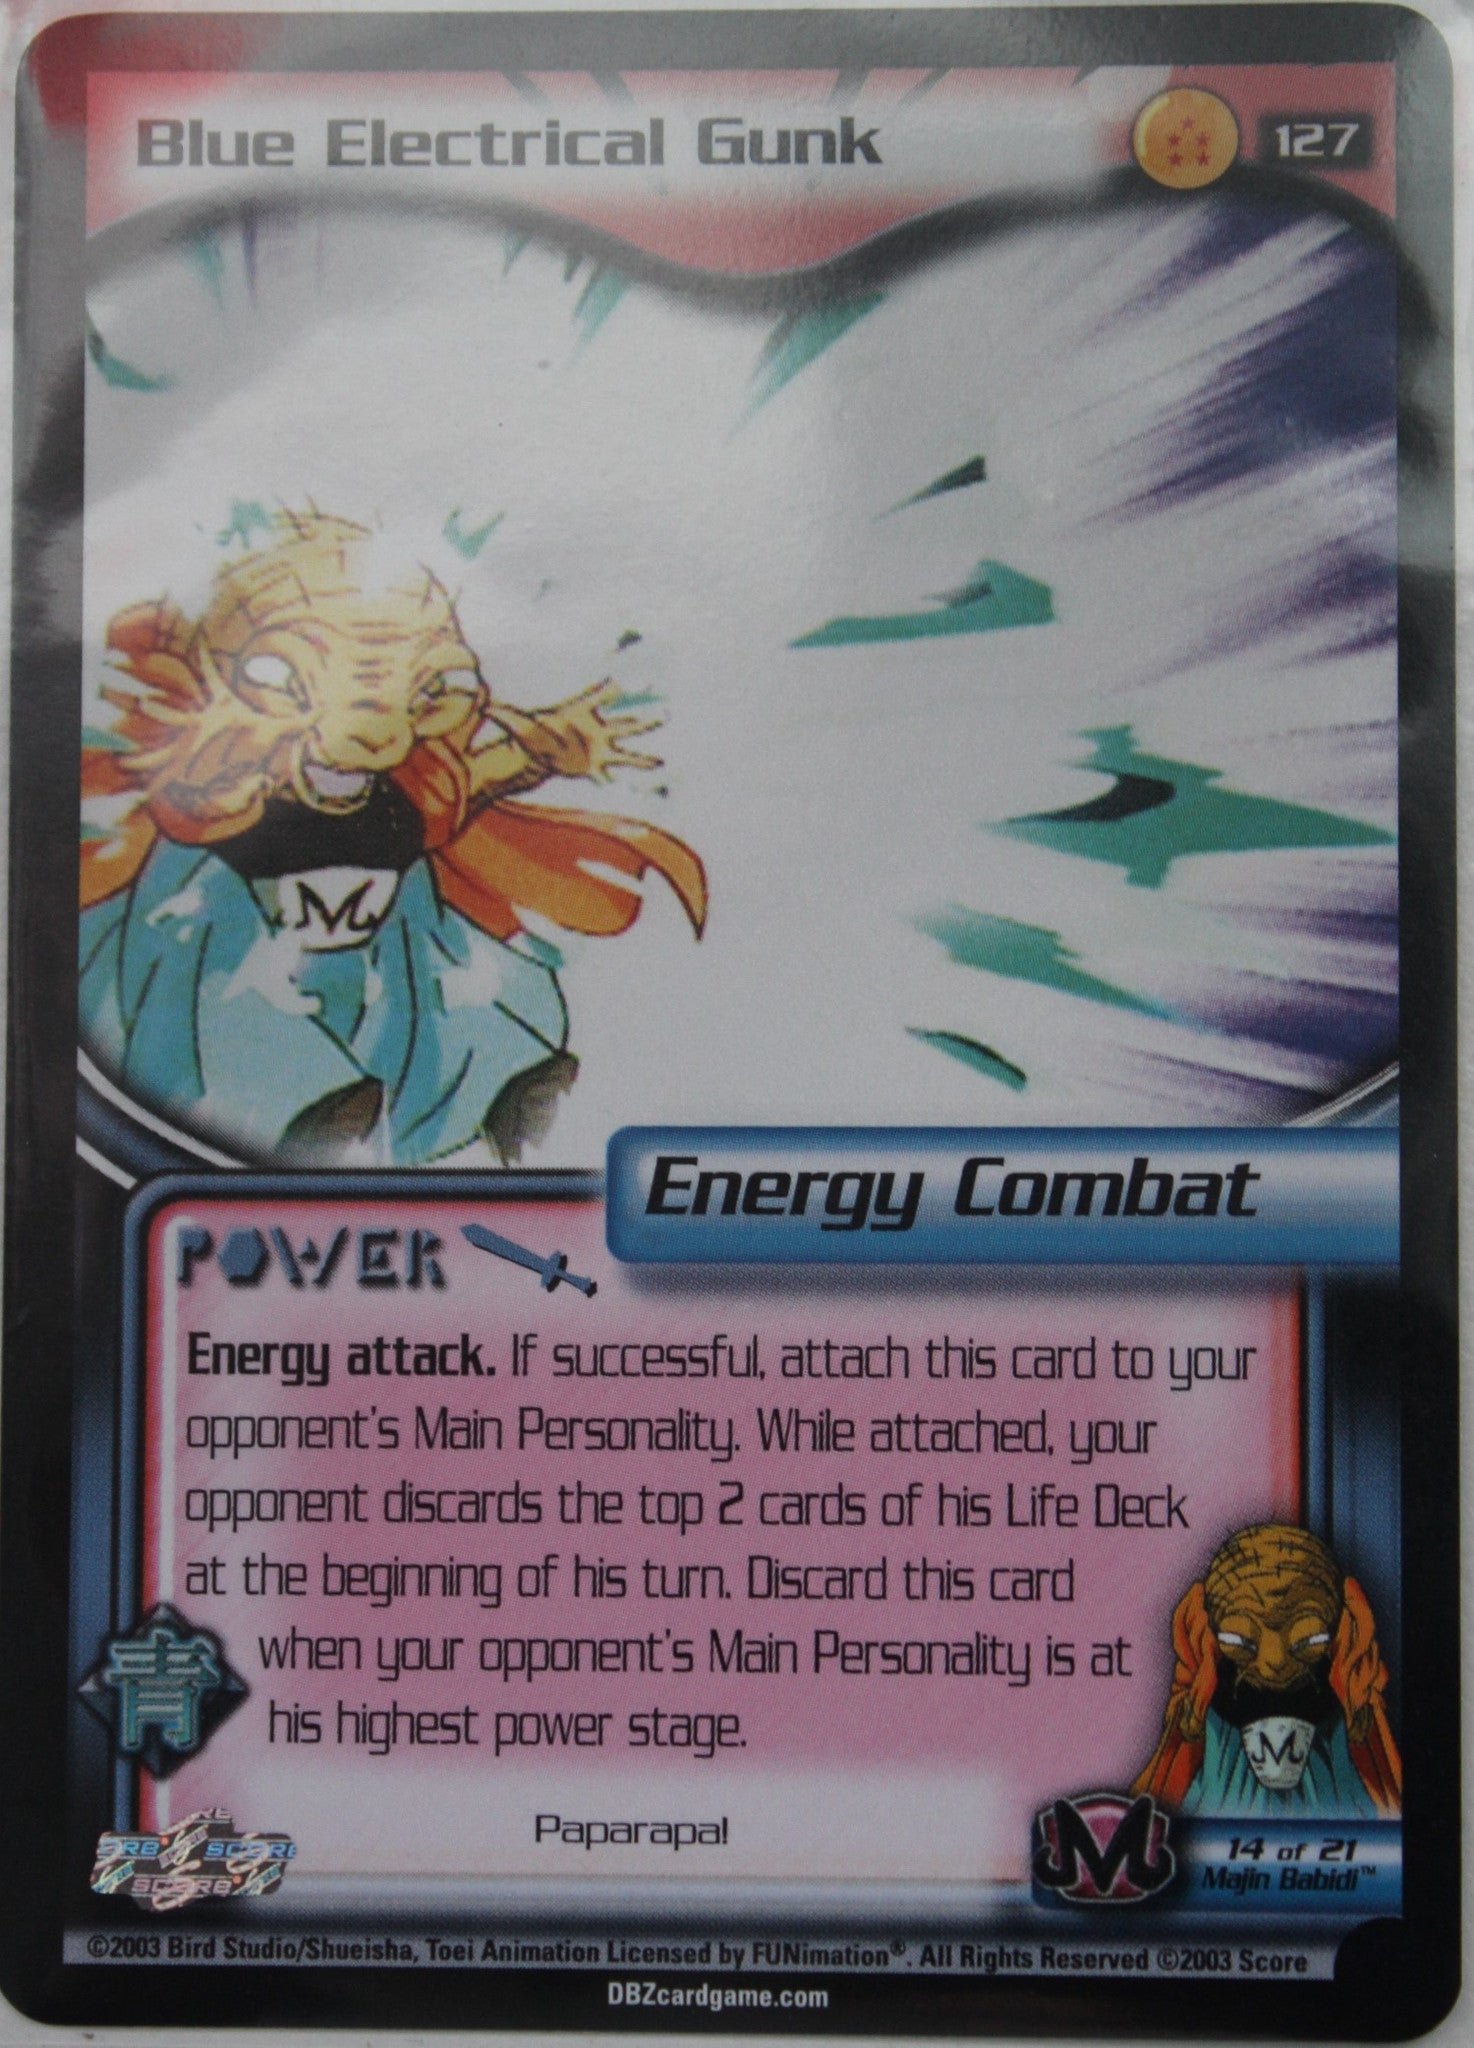 Blue Electrical Gunk
127
M
Energy Combat
POWER
Energy attack. If successful, attach this card to your
opponent's Main Personality. While attached, your
opponent discards the top 2 cards of his Life Deck
at the beginning of his turn. Discard this card
when your opponent's Main Personality is at
his highest power stage.
青
Paparapa!
M
M
14 of 21
Majin Babidi™
SCORE
SCORE
©2003 Bird Studio/Shueisha, Toei Animation Licensed by FUNimation®. All Rights Reserved ©2003 Score
DBZcardgame.com